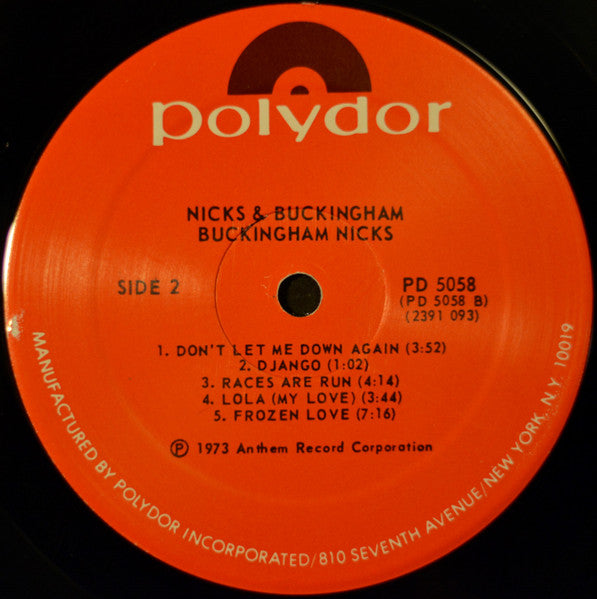 polydor
NICKS & BUCKINGHAM
BUCKINGHAM NICKS
SIDE 2
PD 5058
(PD 5058 B)
(2391 093)
1. DON'T LET ME DOWN AGAIN (3:52)
2. DJANGO (1:02)
3. RACES ARE RUN (4:14)
4. LOLA (MY LOVE) (3:44)
5. FROZEN LOVE (7:16)
Ⓟ 1973 Anthem Record Corporation
MANUFACTURED BY POLYDOR INCORPORATED/810 SEVENTH AVENUE/NEW YORK, N.Y. 10019